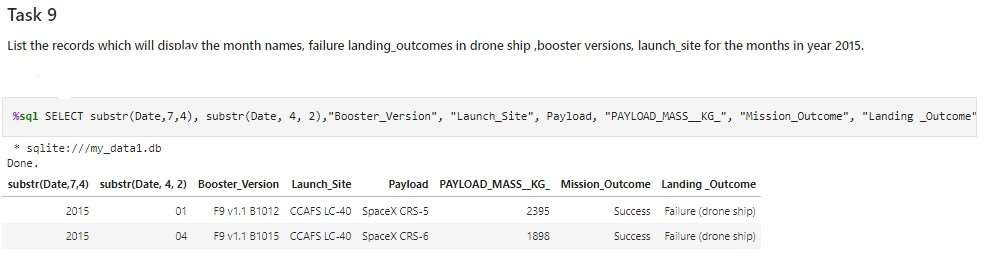 Task 9
List the records which will display the month names, failure landing_outcomes in drone ship ,booster versions, launch_site for the months in year 2015.
%sql SELECT substr(Date,7,4), substr(Date, 4, 2),"Booster_Version", "Launch_Site", Payload, "PAYLOAD_MASS__KG_", "Mission_Outcome", "Landing _Outcome"
* sqlite:///my_data1.db
Done.
substr(Date,7,4) substr(Date, 4, 2) Booster_Version Launch_Site Payload PAYLOAD_MASS__KG_ Mission_Outcome Landing _Outcome
2015 01 F9 v1.1 B1012 CCAFS LC-40 SpaceX CRS-5 2395 Success Failure (drone ship)
2015 04 F9 v1.1 B1015 CCAFS LC-40 SpaceX CRS-6 1898 Success Failure (drone ship)